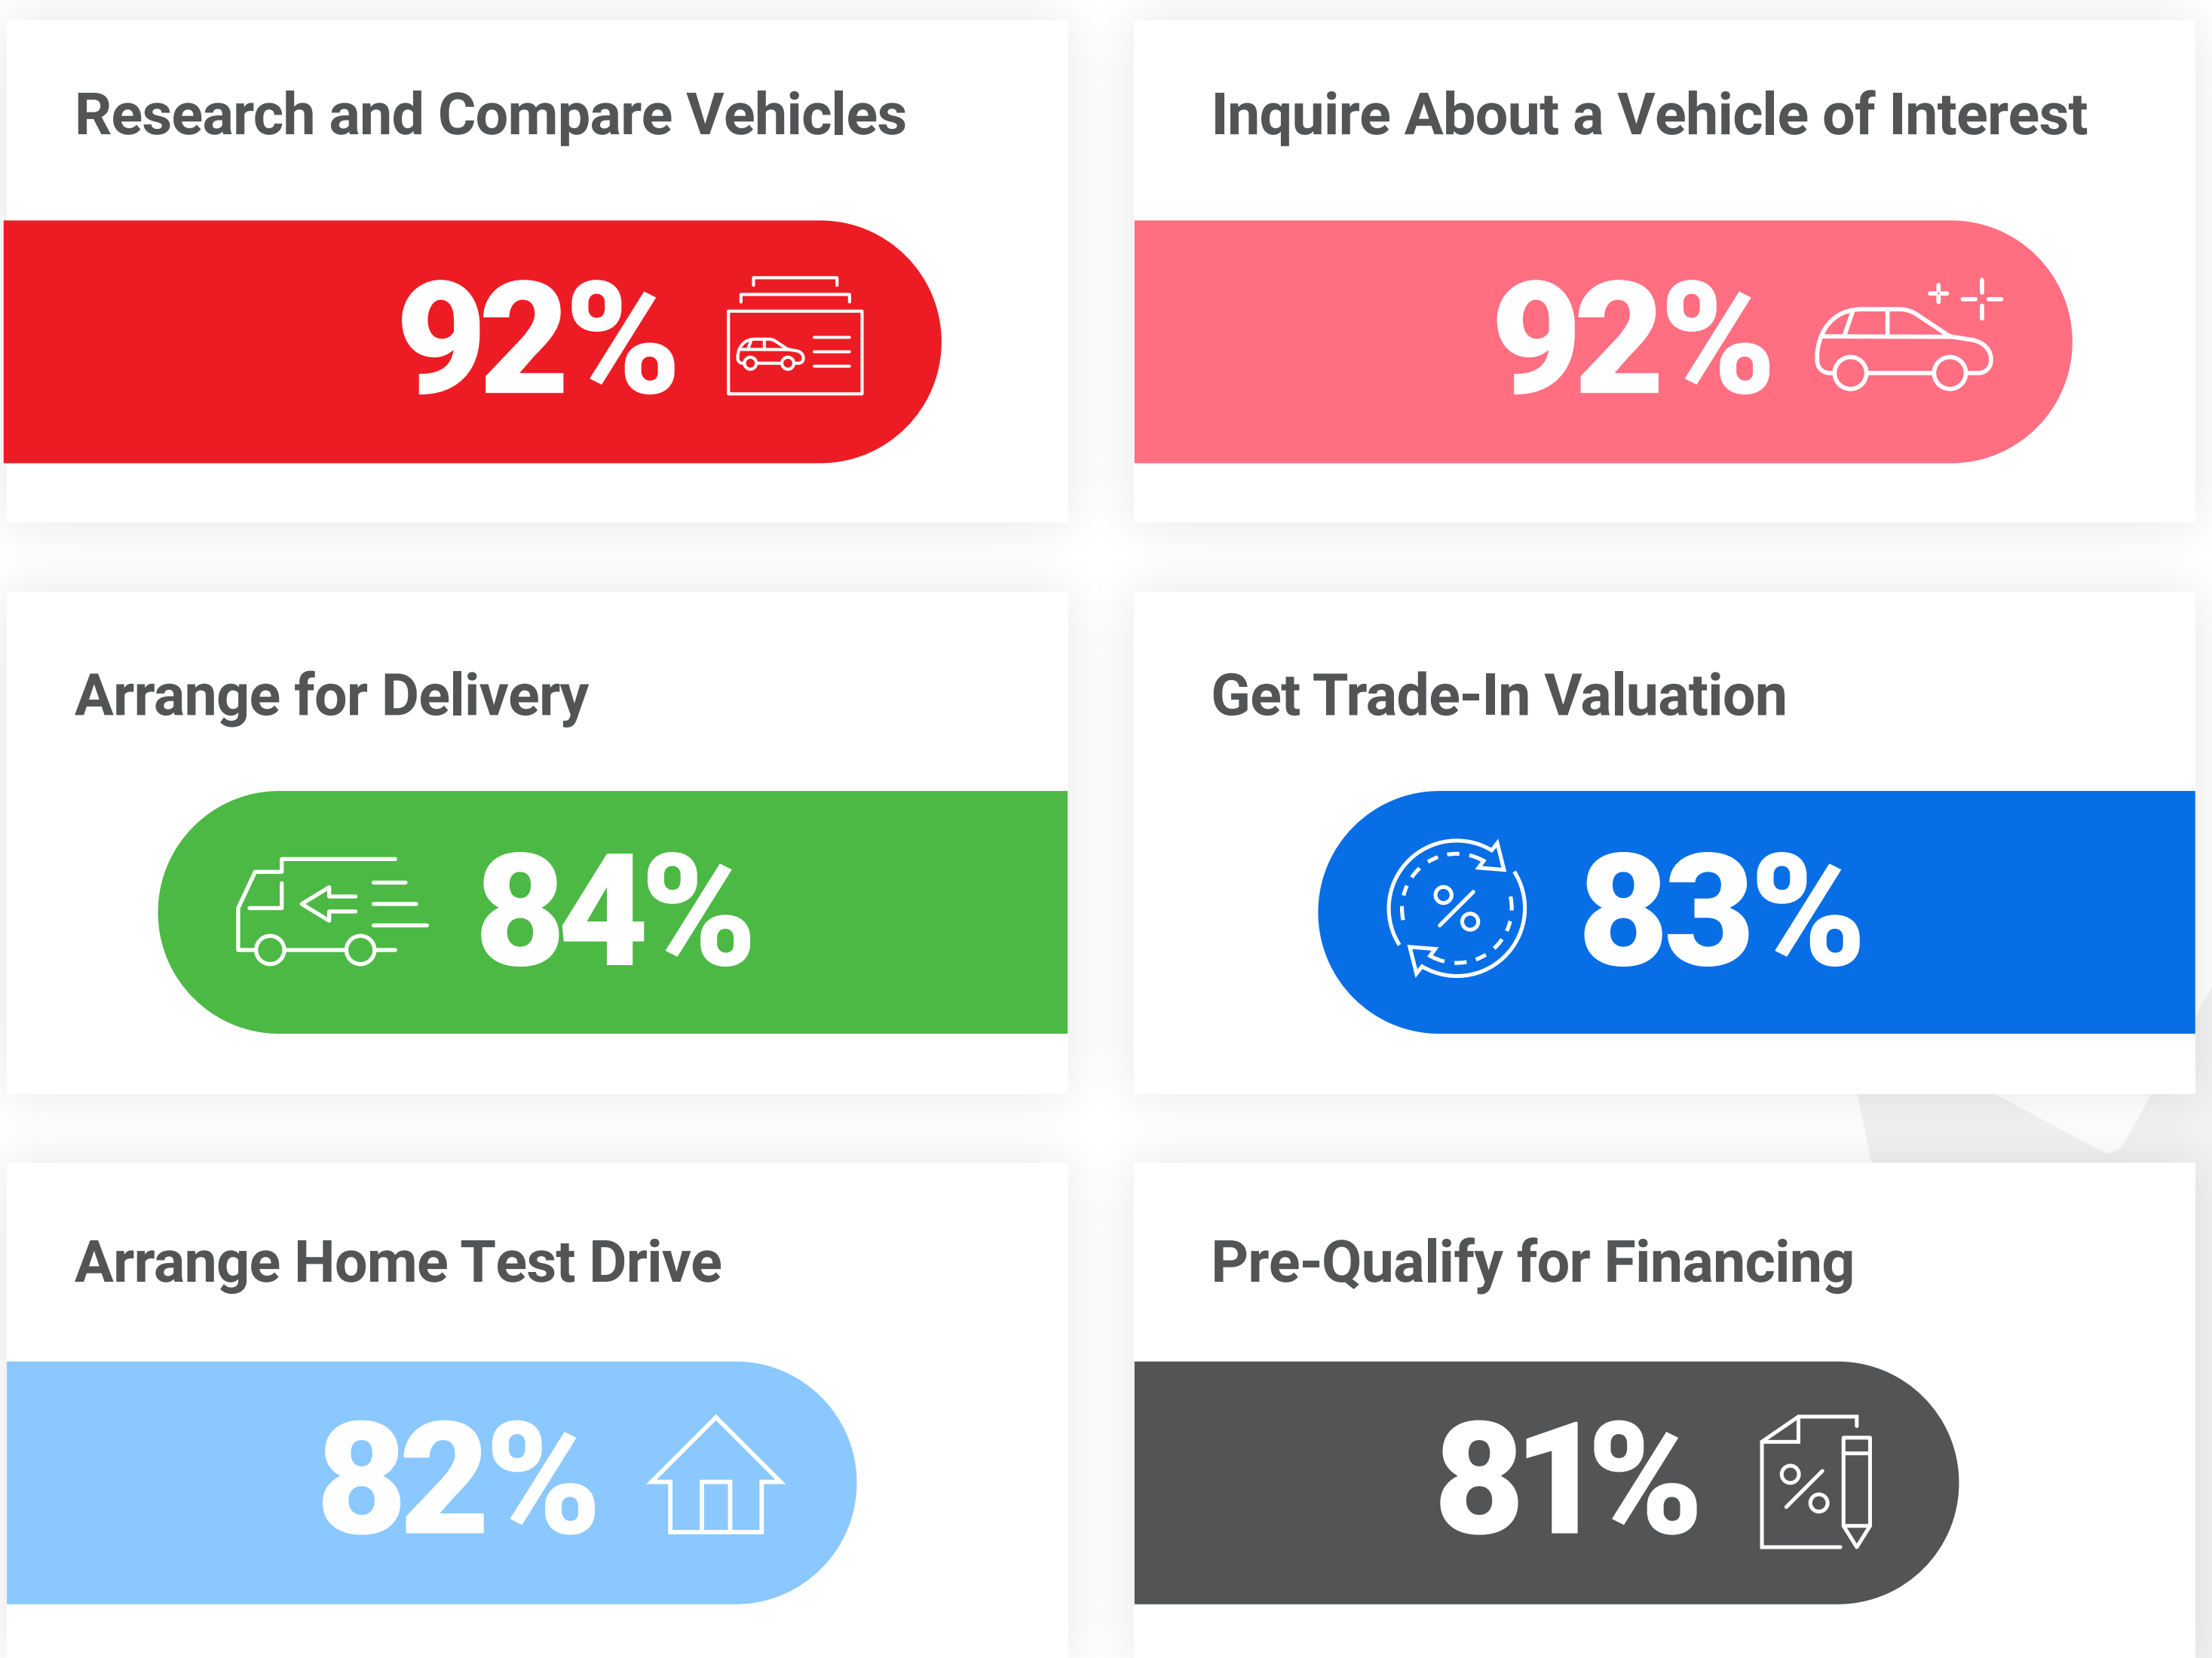 Research and Compare Vehicles
92%
Inquire About a Vehicle of Interest
92%
Arrange for Delivery
84%
Get Trade-In Valuation
83%
Arrange Home Test Drive
82%
Pre-Qualify for Financing
81%